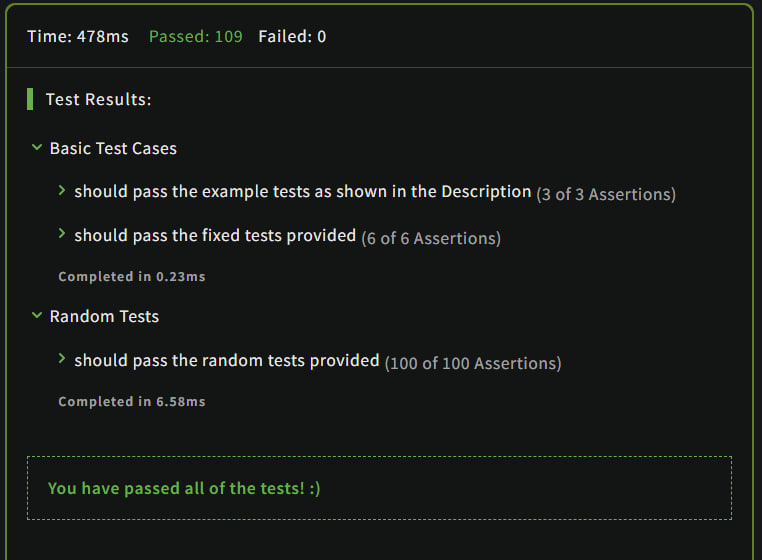 Time: 478ms Passed: 109 Failed: 0
Test Results:
Basic Test Cases
should pass the example tests as shown in the Description (3 of 3 Assertions)
should pass the fixed tests provided (6 of 6 Assertions)
Completed in 0.23ms
Random Tests
should pass the random tests provided (100 of 100 Assertions)
Completed in 6.58ms
You have passed all of the tests! :)